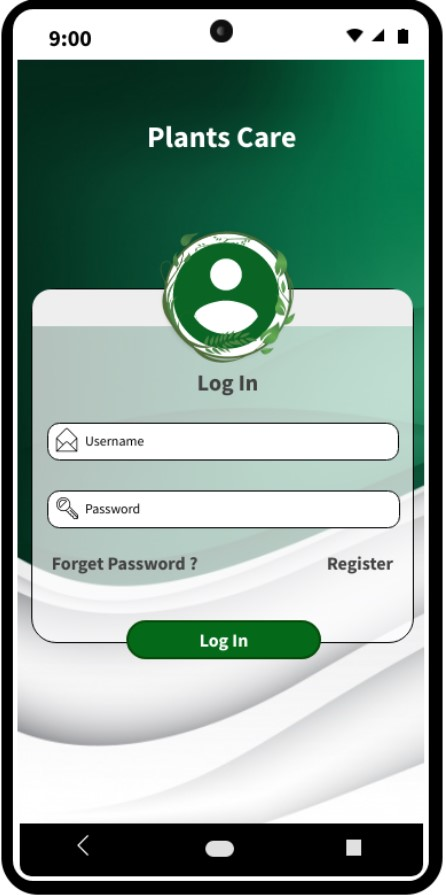 9:00
Plants Care
Log In
Username
Password
Forget Password ? Register
Log In